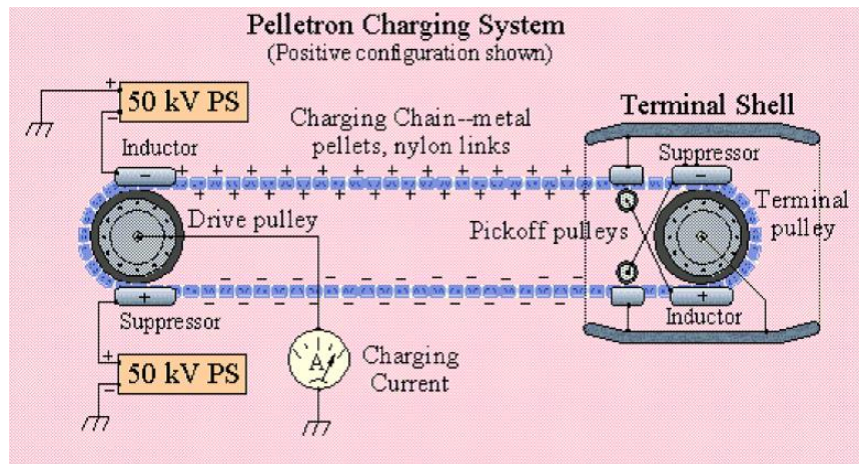 Pelletron Charging System
(Positive configuration shown)
+
50 kV PS
−
Terminal Shell
Charging Chain--metal
pellets, nylon links
Inductor
Suppressor
−
+ + + + + + + + + + +
−
+ + + + + + + + + +
Drive pulley
Pickoff pulleys
Terminal
pulley
− − − − − − − − − −
+
− − − − − − − − − −
+
Suppressor
Inductor
+
50 kV PS
−
A
Charging
Current